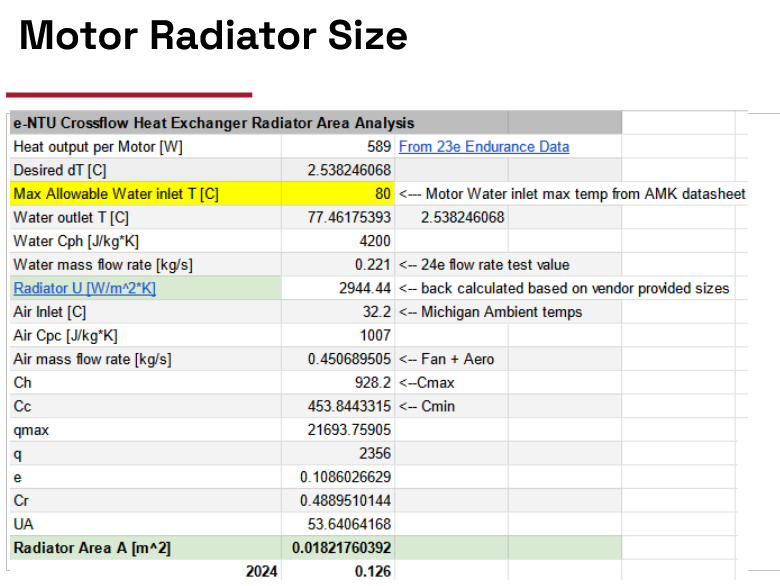 Motor Radiator Size
e-NTU Crossflow Heat Exchanger Radiator Area Analysis
Heat output per Motor [W] 589 From 23e Endurance Data
Desired dT [C] 2.538246068
Max Allowable Water inlet T [C] 80 <--- Motor Water inlet max temp from AMK datasheet
Water outlet T [C] 77.46175393 2.538246068
Water Cph [J/kg*K] 4200
Water mass flow rate [kg/s] 0.221 <-- 24e flow rate test value
Radiator U [W/m^2*K] 2944.44 <-- back calculated based on vendor provided sizes
Air Inlet [C] 32.2 <-- Michigan Ambient temps
Air Cpc [J/kg*K] 1007
Air mass flow rate [kg/s] 0.450689505 <-- Fan + Aero
Ch 928.2 <--Cmax
Cc 453.8443315 <-- Cmin
qmax 21693.75905
q 2356
e 0.1086026629
Cr 0.4889510144
UA 53.64064168
Radiator Area A [m^2] 0.01821760392
2024 0.126